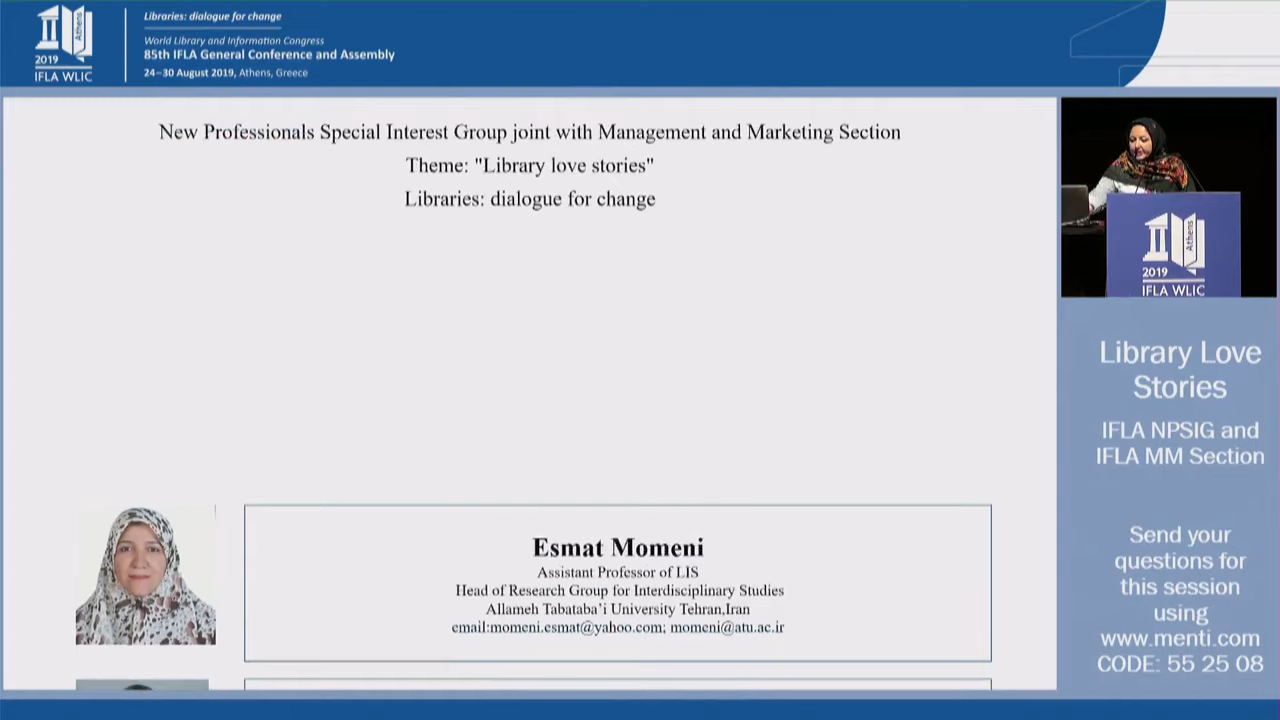 Libraries: dialogue for change
World Library and Information Congress
85th IFLA General Conference and Assembly
24–30 August 2019, Athens, Greece
Athens
2019
IFLA WLIC
New Professionals Special Interest Group joint with Management and Marketing Section
Theme: "Library love stories"
Libraries: dialogue for change
Esmat Momeni
Assistant Professor of LIS
Head of Research Group for Interdisciplinary Studies
Allameh Tabataba’i University Tehran,Iran
email:momeni.esmat@yahoo.com; momeni@atu.ac.ir
Athens
2019
IFLA WLIC
Library Love
Stories
IFLA NPSIG and
IFLA MM Section
Send your
questions for
this session
using
www.menti.com
CODE: 55 25 08